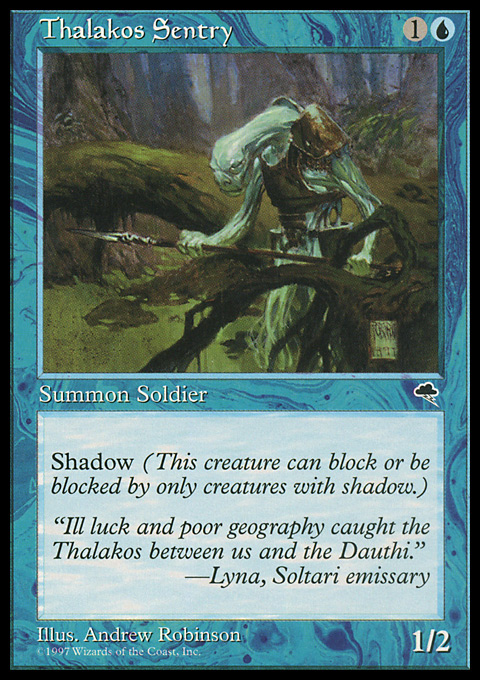 Thalakos Sentry 1
Summon Soldier
Shadow (This creature can block or be
blocked by only creatures with shadow.)
“Ill luck and poor geography caught the
Thalakos between us and the Dauthi.”
—Lyna, Soltari emissary
Illus. Andrew Robinson
©1997 Wizards of the Coast, Inc.
1/2